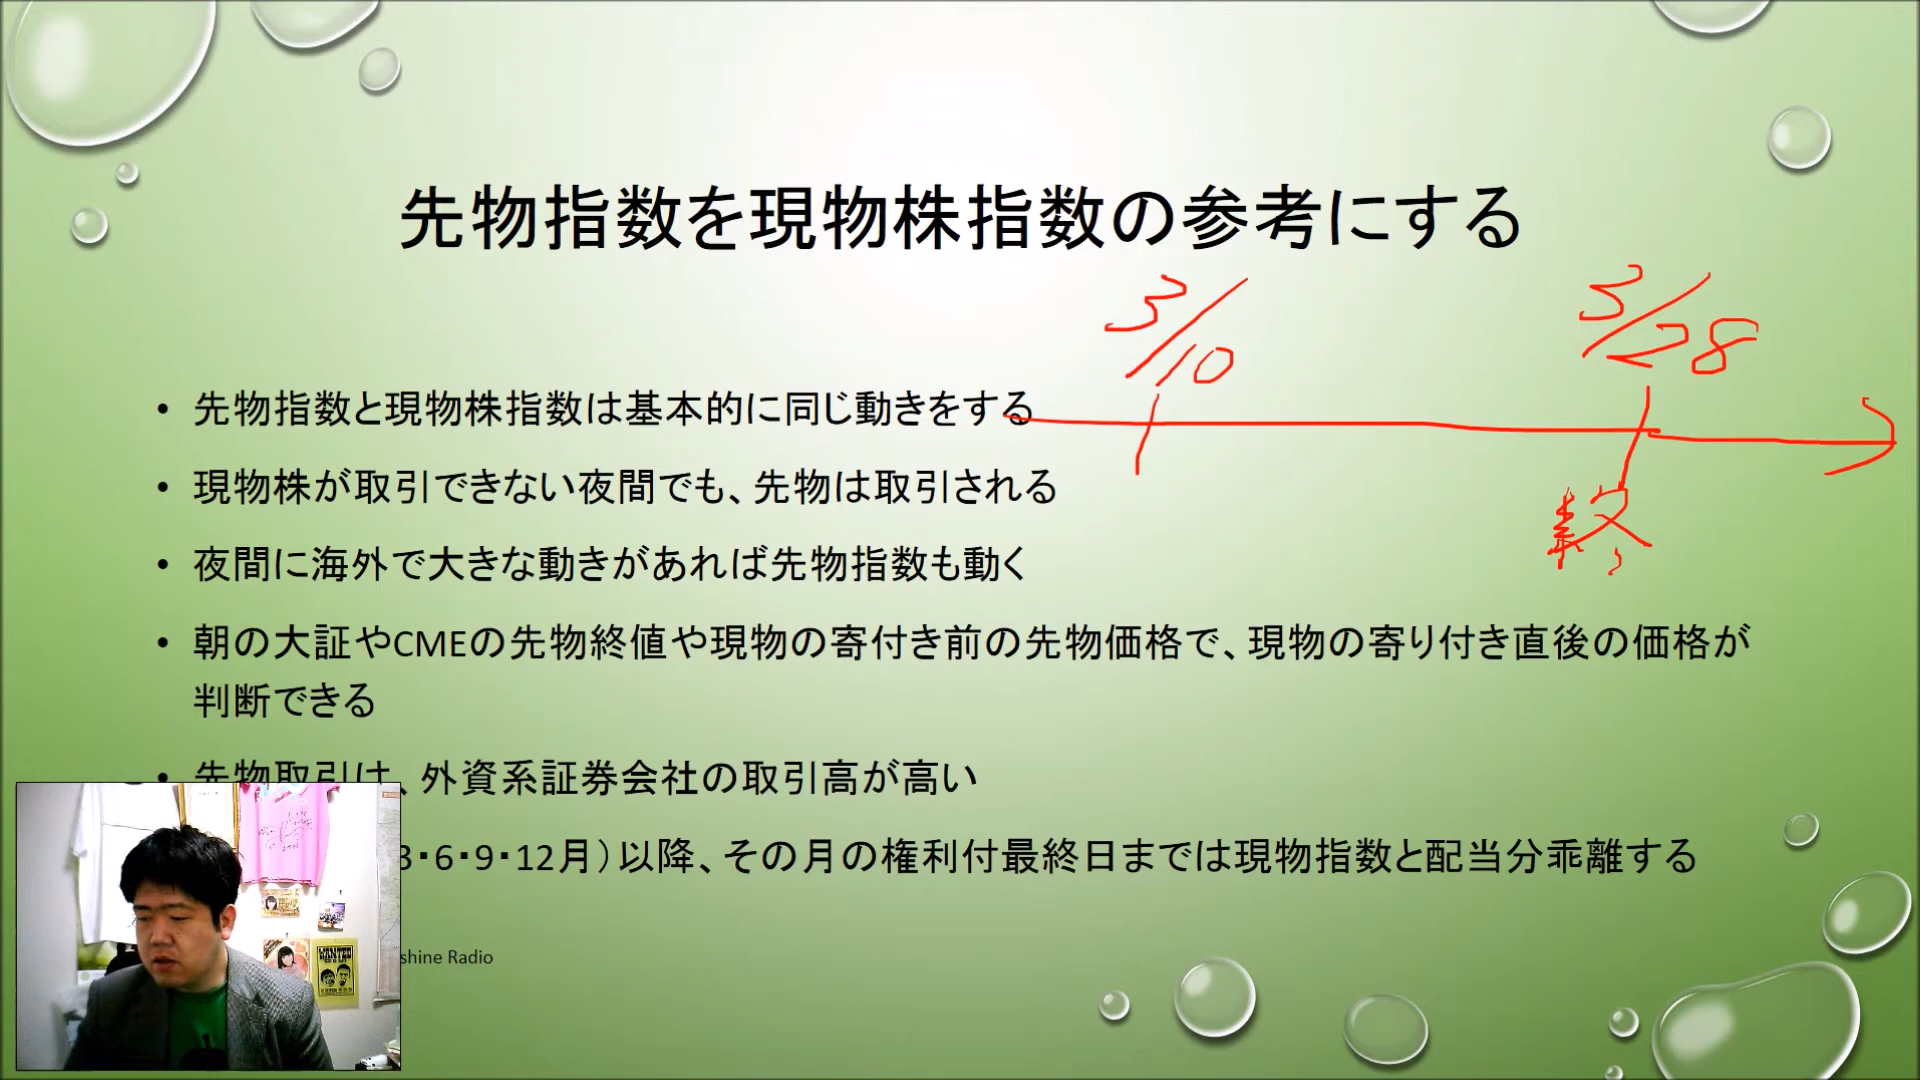 先物指数を現物株指数の参考にする
3/10
3/28
• 先物指数と現物株指数は基本的に同じ動きをする
• 現物株が取引できない夜間でも、先物は取引される
• 夜間に海外で大きな動きがあれば先物指数も動く
• 朝の大証やCMEの先物終値や現物の寄付き前の先物価格で、現物の寄り付き直後の価格が
判断できる
• 先物取引は、外資系証券会社の取引高が高い
3・6・9・12月）以降、その月の権利付最終日までは現物指数と配当分乖離する
shine Radio
WANTED